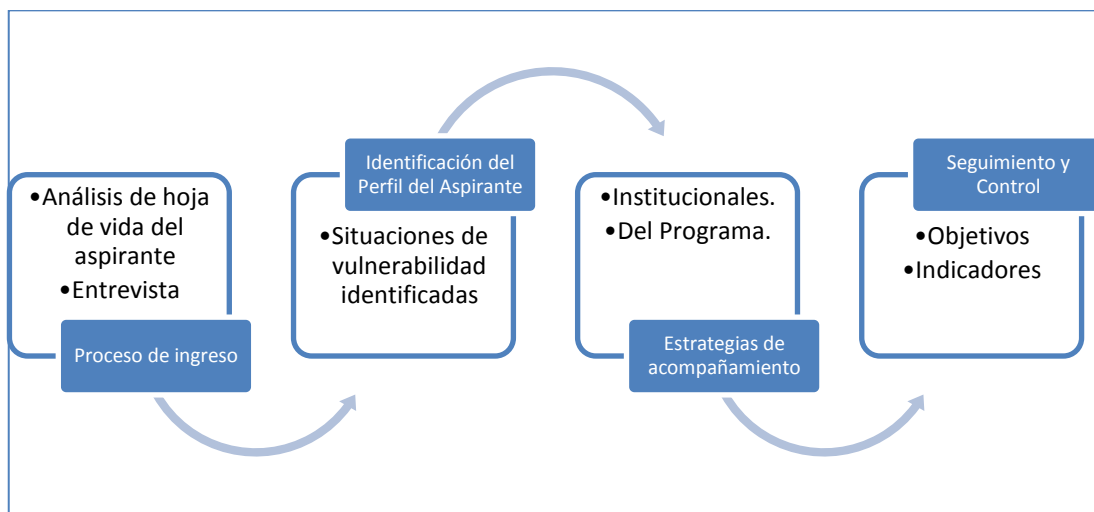 •Análisis de hoja
de vida del
aspirante
•Entrevista
Proceso de ingreso
Identificación del
Perfil del Aspirante
•Situaciones de
vulnerabilidad
identificadas
•Institucionales.
•Del Programa.
Estrategias de
acompañamiento
Seguimiento y
Control
•Objetivos
•Indicadores